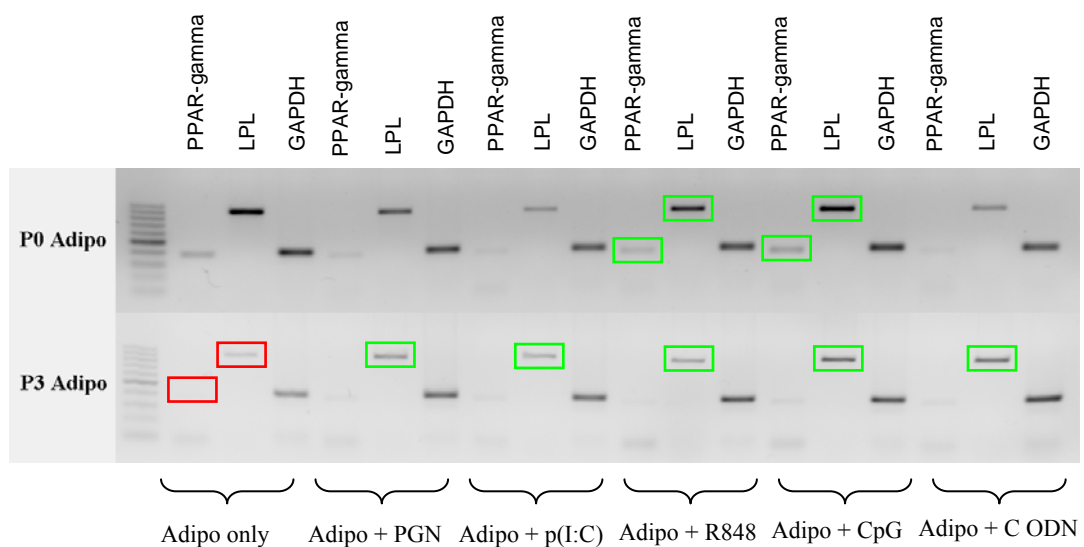 PPAR-gamma
LPL
GAPDH
PPAR-gamma
LPL
GAPDH
PPAR-gamma
LPL
GAPDH
PPAR-gamma
LPL
GAPDH
PPAR-gamma
LPL
GAPDH
PPAR-gamma
LPL
GAPDH
P0 Adipo
P3 Adipo
Adipo only
Adipo + PGN
Adipo + p(I:C)
Adipo + R848
Adipo + CpG
Adipo + C ODN